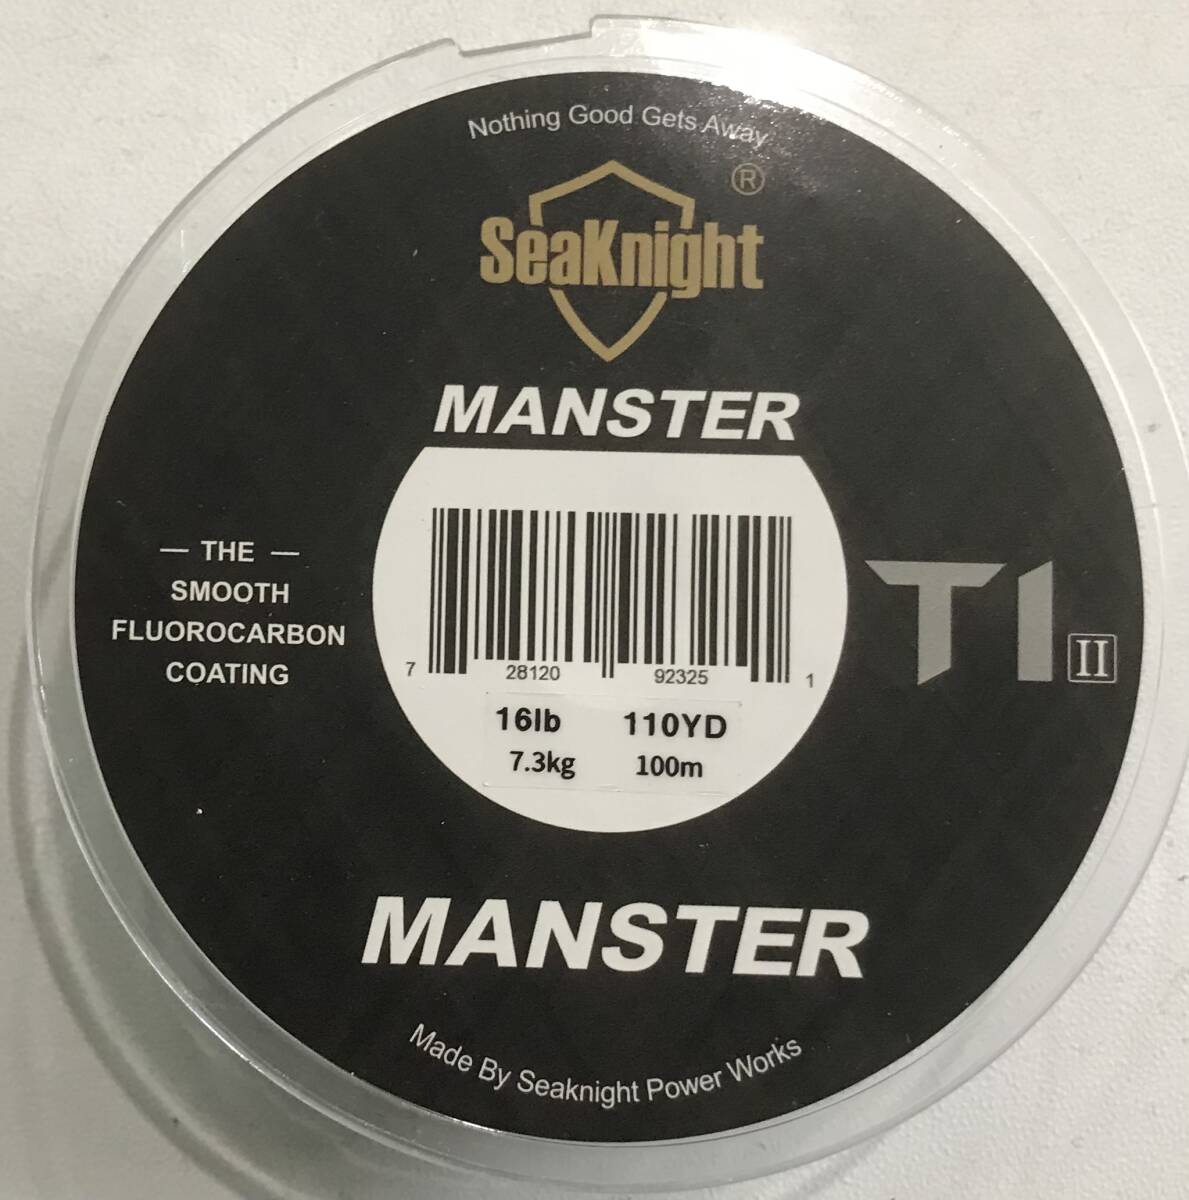 Nothing Good Gets Away
®
SeaKnight
MANSTER
— THE —
SMOOTH
FLUOROCARBON
COATING
T1 II
7 28120 92325 1
16lb 110YD
7.3kg 100m
MANSTER
Made By Seaknight Power Works